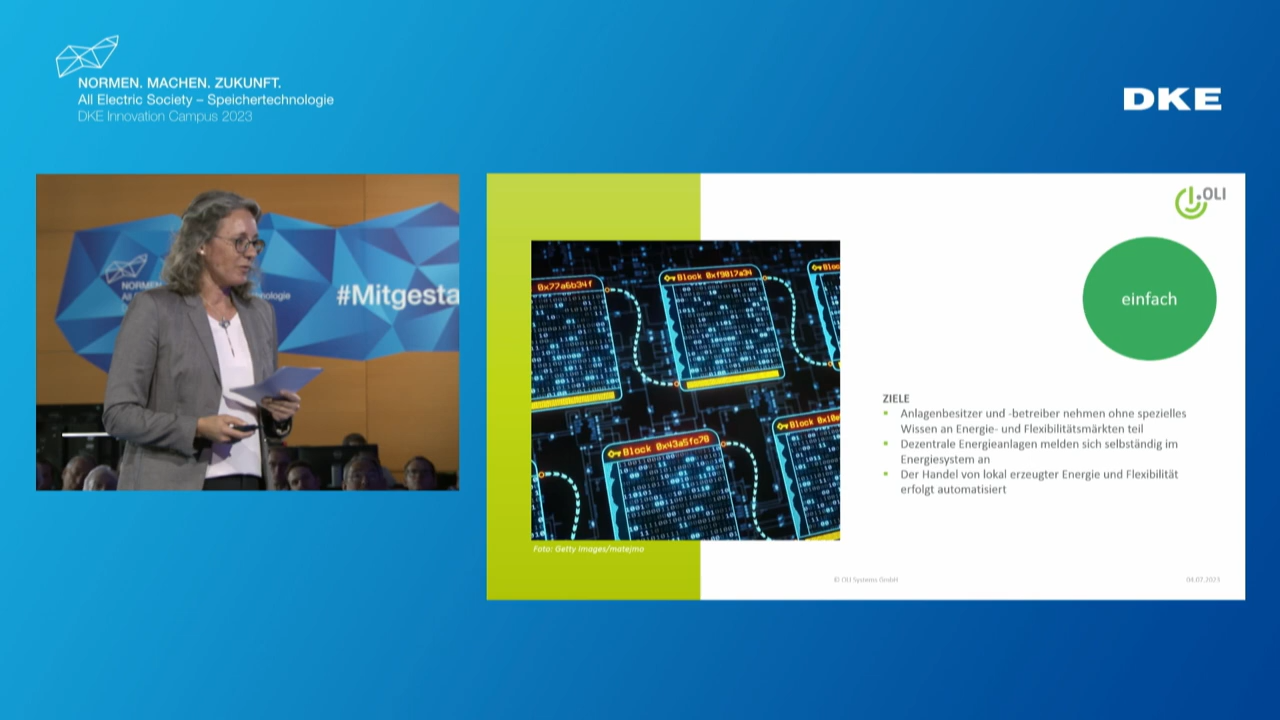 NORMEN. MACHEN. ZUKUNFT.
All Electric Society – Speichertechnologie
DKE Innovation Campus 2023
DKE
NORMEN
#Mitgesta
OLI
einfach
0x77a6b34f
Block 0xf9017a34
Block 0x43a5fc78
ZIELE
Anlagenbesitzer und -betreiber nehmen ohne spezielles
Wissen an Energie- und Flexibilitätsmärkten teil
Dezentrale Energieanlagen melden sich selbständig im
Energiesystem an
Der Handel von lokal erzeugter Energie und Flexibilität
erfolgt automatisiert
Foto: Getty Images/matejmo
© OLI Systems GmbH
04.07.2023